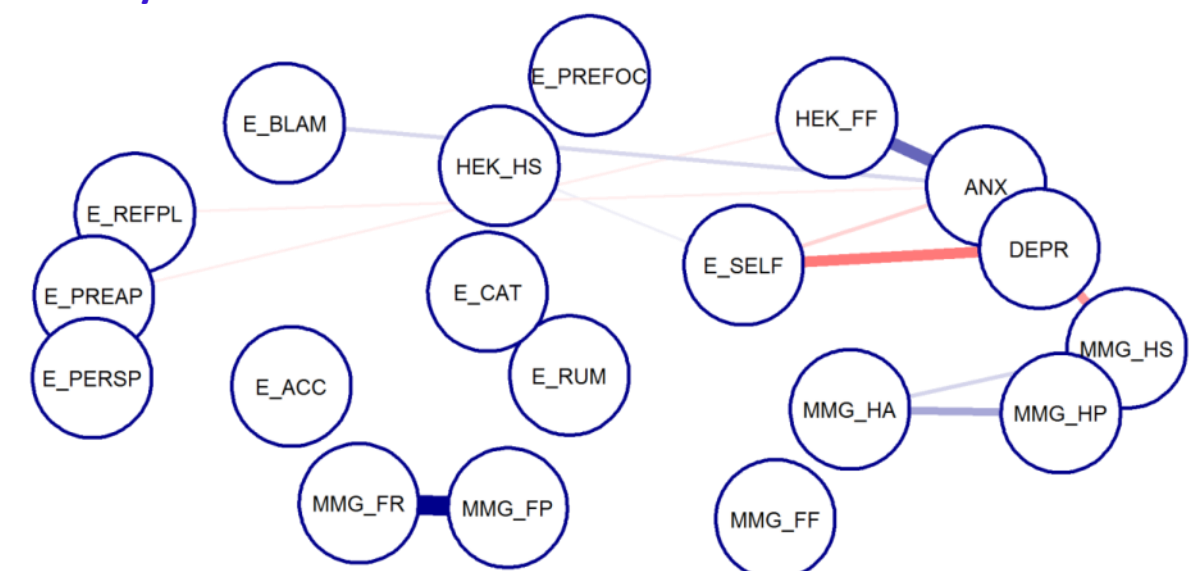 E_PREFOC
E_BLAM
HEK_FF
HEK_HS
ANX
E_REFPL
DEPR
E_SELF
E_PREAP
E_CAT
MMG_HS
E_PERSP
E_RUM
E_ACC
MMG_HA
MMG_HP
MMG_FR
MMG_FP
MMG_FF